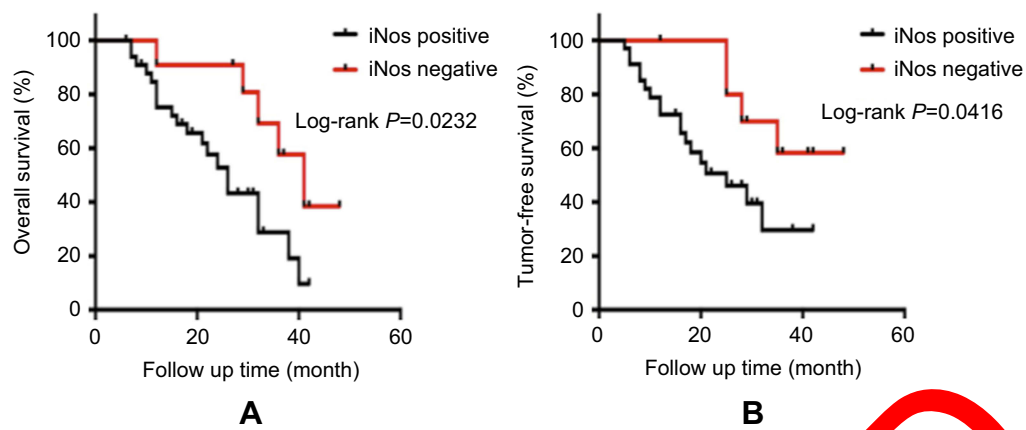 Overall survival (%)
100
80
60
40
20
0
0 20 40 60
Follow up time (month)
iNos positive
iNos negative
Log-rank P=0.0232
A
Tumor-free survival (%)
100
80
60
40
20
0
0 20 40 60
Follow up time (month)
iNos positive
iNos negative
Log-rank P=0.0416
B